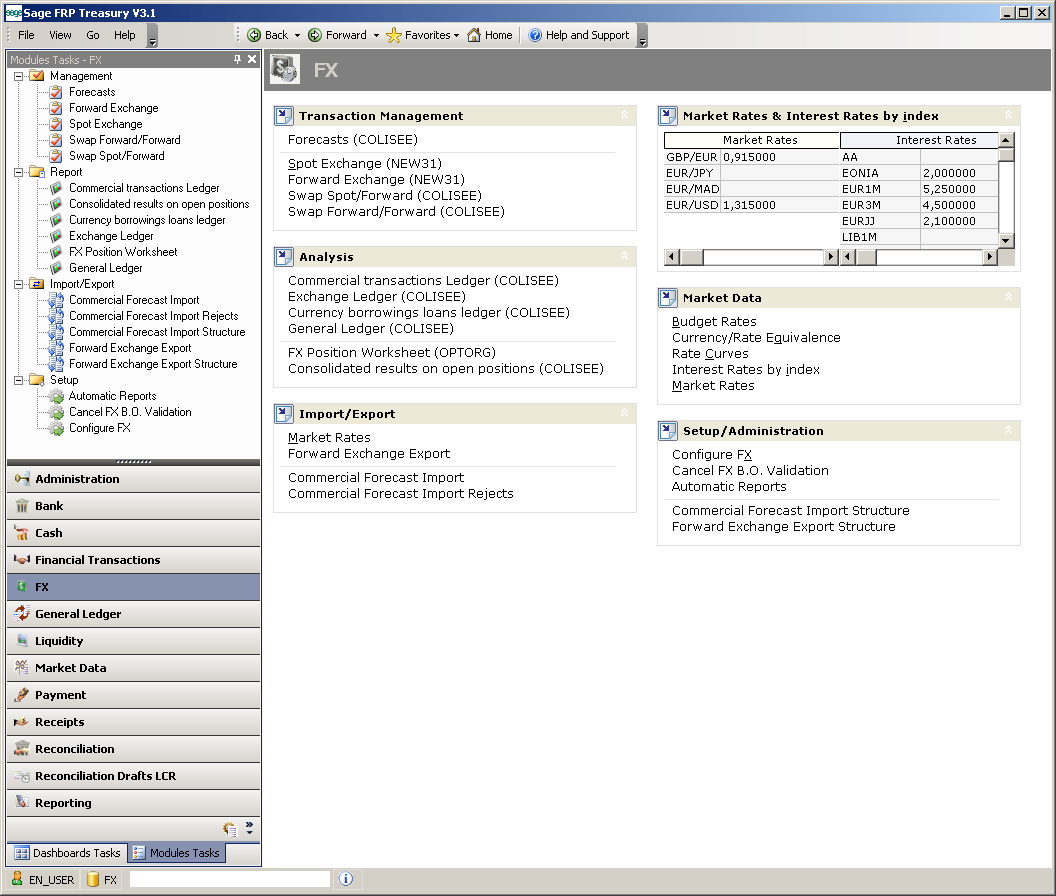 sage Sage FRP Treasury V3.1
File View Go Help Back Forward Favorites Home Help and Support
Modules Tasks - FX
Management
Forecasts
Forward Exchange
Spot Exchange
Swap Forward/Forward
Swap Spot/Forward
Report
Commercial transactions Ledger
Consolidated results on open positions
Currency borrowings loans ledger
Exchange Ledger
FX Position Worksheet
General Ledger
Import/Export
Commercial Forecast Import
Commercial Forecast Import Rejects
Commercial Forecast Import Structure
Forward Exchange Export
Forward Exchange Export Structure
Setup
Automatic Reports
Cancel FX B.O. Validation
Configure FX
Administration
Bank
Cash
Financial Transactions
FX
General Ledger
Liquidity
Market Data
Payment
Receipts
Reconciliation
Reconciliation Drafts LCR
Reporting
Dashboards Tasks Modules Tasks
FX
Transaction Management
Forecasts (COLISEE)
Spot Exchange (NEW31)
Forward Exchange (NEW31)
Swap Spot/Forward (COLISEE)
Swap Forward/Forward (COLISEE)
Analysis
Commercial transactions Ledger (COLISEE)
Exchange Ledger (COLISEE)
Currency borrowings loans ledger (COLISEE)
General Ledger (COLISEE)
FX Position Worksheet (OPTORG)
Consolidated results on open positions (COLISEE)
Import/Export
Market Rates
Forward Exchange Export
Commercial Forecast Import
Commercial Forecast Import Rejects
Market Rates & Interest Rates by index
Market Rates Interest Rates
GBP/EUR 0,915000 AA
EUR/JPY EONIA 2,000000
EUR/MAD EUR1M 5,250000
EUR/USD 1,315000 EUR3M 4,500000
EURJJ 2,100000
LIB1M
Market Data
Budget Rates
Currency/Rate Equivalence
Rate Curves
Interest Rates by index
Market Rates
Setup/Administration
Configure FX
Cancel FX B.O. Validation
Automatic Reports
Commercial Forecast Import Structure
Forward Exchange Export Structure
EN_USER FX